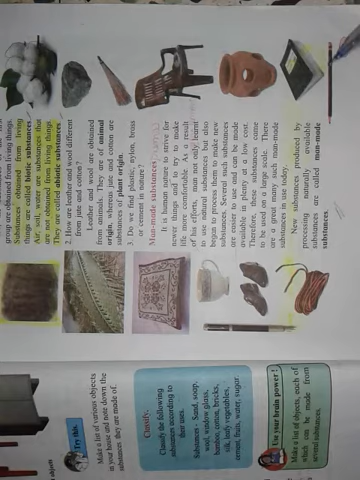 group are obtained from living things.
Substances obtained from living
things are biotic substances.
Air, soil, water are substances that
are not obtained from living things.
They are called abiotic substances.
2. How are leather and wool different
from jute and cotton ?
Leather and wool are obtained
from animals. They are of animal
origin, whereas jute and cotton are
substances of plant origin.
3. Do we find plastic, nylon, brass
or cement in nature ?
Man-made substances
It is human nature to strive for
newer things and to try to make
life more comfortable. As a result
of his efforts, man not only learnt
to use natural substances but also
began to process them to make new
substances. Several such substances
are easier to use and can be made
available in plenty at a low cost.
Therefore, these substances came
to be used on a large scale. There
are a great many such man-made
substances in use today.
New substances produced by
processing naturally available
substances are called man-made
substances.
Try this.
Make a list of various objects
in your house and note down the
substances they are made of.
Classify.
Classify the following
substances according to
their uses.
Substances - Sand, soap,
wool, window glass,
bamboo, cotton, bricks,
silk, leafy vegetables,
cement, fruits, water, sugar
Use your brain power !
Make a list of objects, each of
which can be made from
several substances.
objects